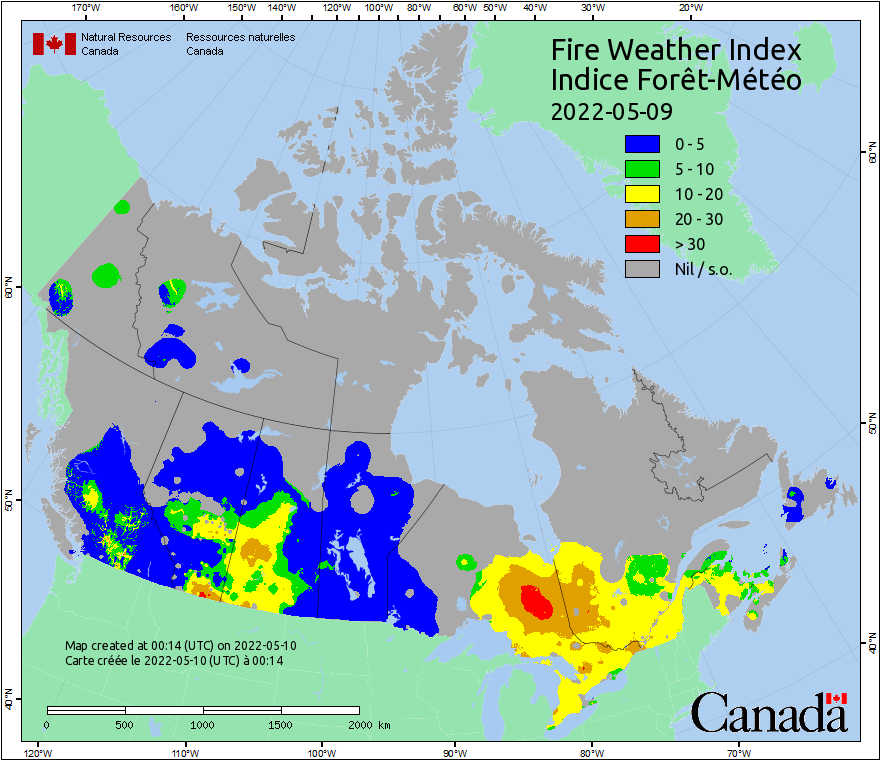 170°W 160°W 150°W 140°W 130°W 120°W 110°W 100°W 90°W 80°W 70°W 60°W 50°W 40°W 30°W 20°W
Natural Resources Ressources naturelles
Canada Canada
Fire Weather Index
Indice Forêt-Météo
2022-05-09
0 - 5
5 - 10
10 - 20
20 - 30
> 30
Nil / s.o.
60°N
60°N
50°N
50°N
40°N
40°N
Map created at 00:14 (UTC) on 2022-05-10
Carte créée le 2022-05-10 (UTC) à 00:14
0 500 1000 1500 2000 km
Canada
120°W 110°W 100°W 90°W 80°W 70°W